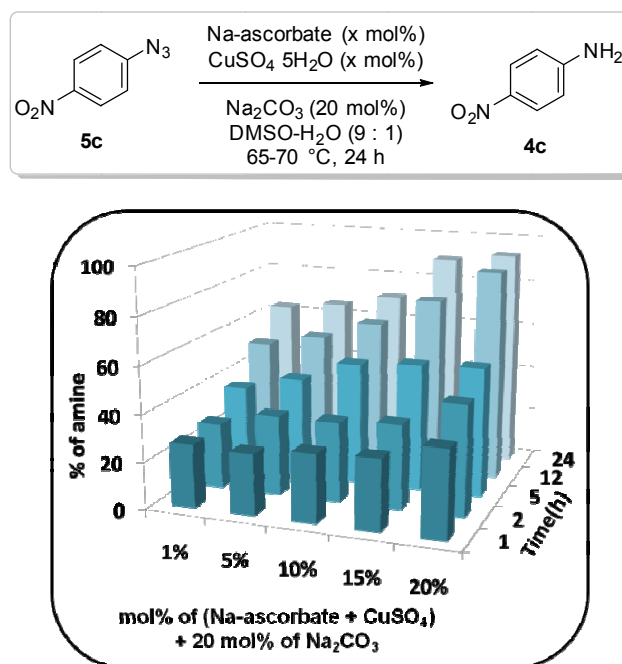 Na-ascorbate (x mol%)
CuSO4 5H2O (x mol%)
N3
NH2
O2N
O2N
Na2CO3 (20 mol%)
DMSO-H2O (9 : 1)
65-70 °C, 24 h
5c
4c
100
80
60
40
20
0
% of amine
24
12
5
2
1
Time(h)
1%
5%
10%
15%
20%
mol% of (Na-ascorbate + CuSO4)
+ 20 mol% of Na2CO3